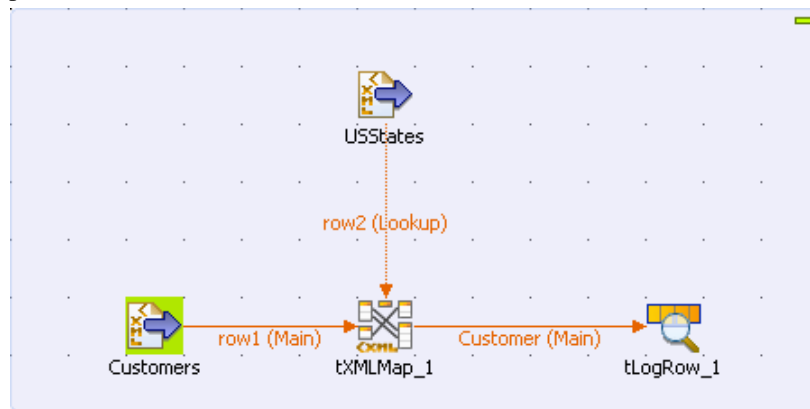 USStates
row2 (Lookup)
row1 (Main)
Customer (Main)
Customers
tXMLMap_1
tLogRow_1